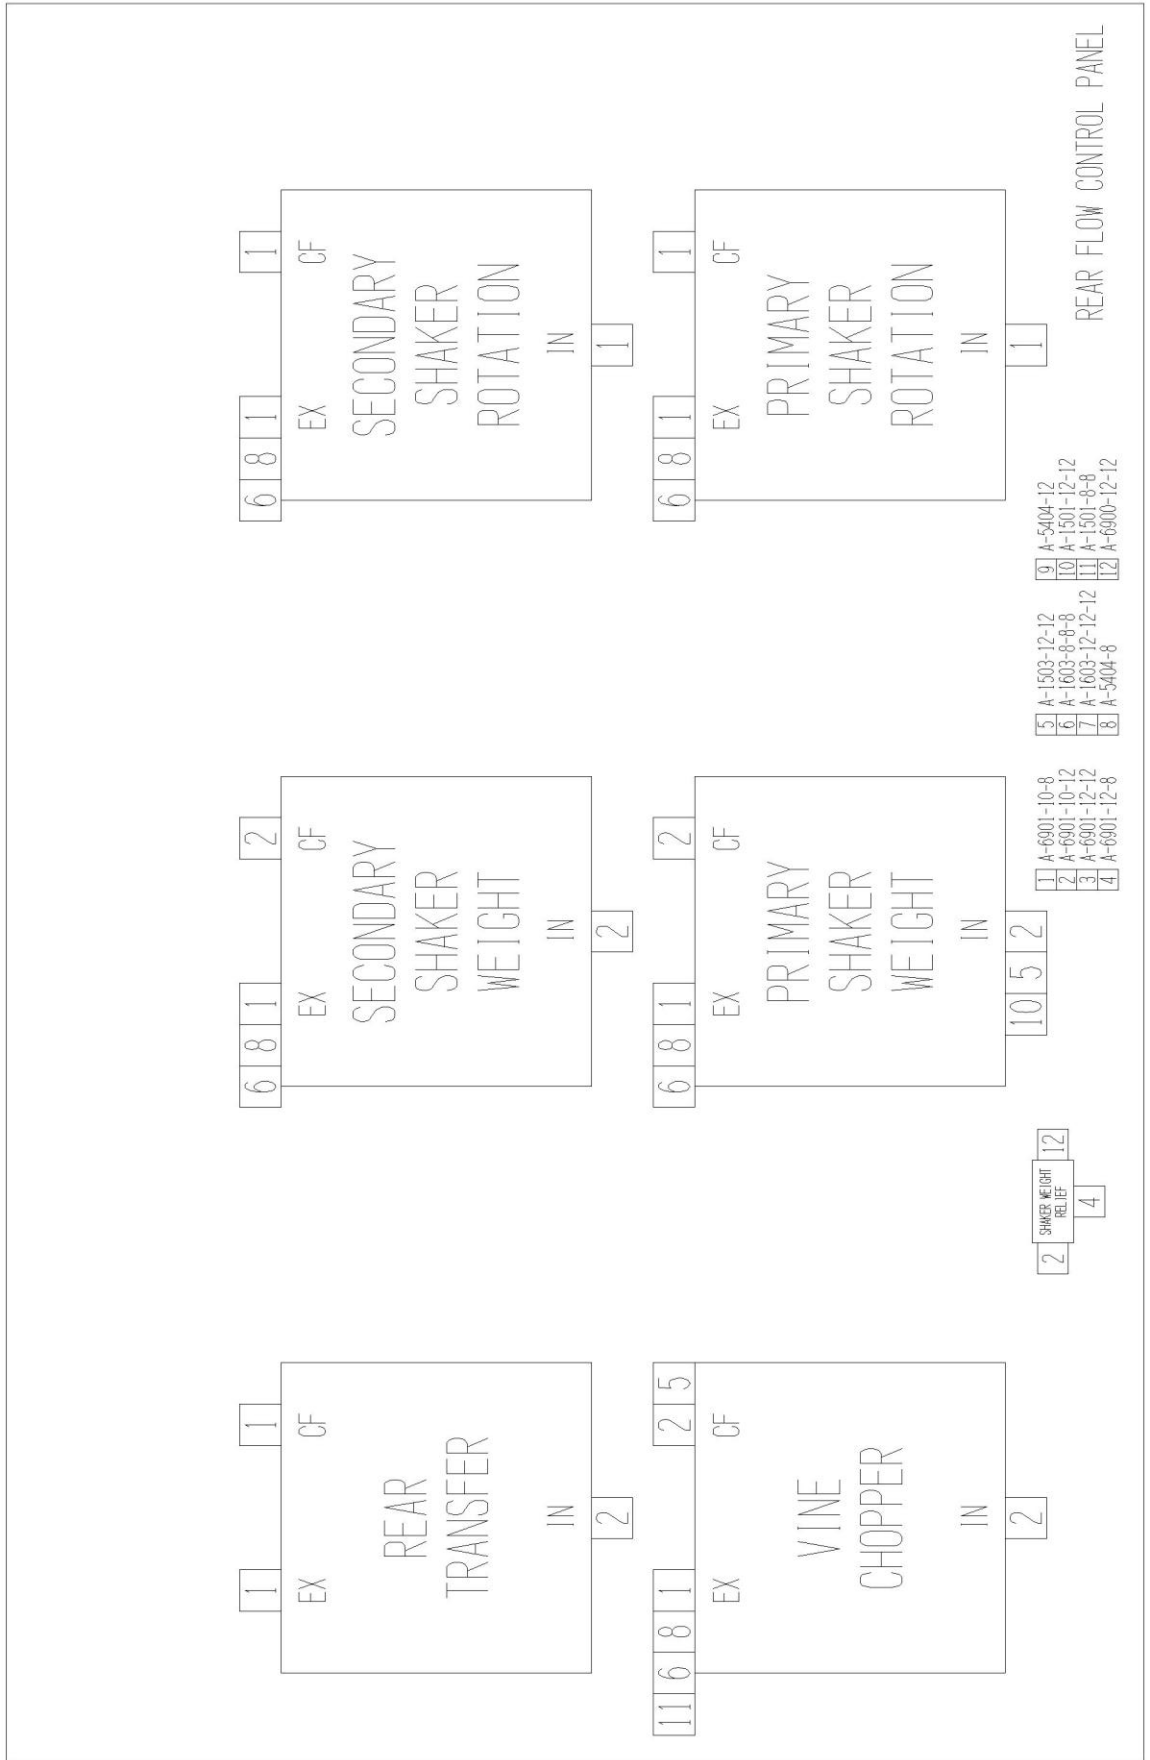 1 1
EX CF
REAR
TRANSFER
IN
2
6 8 1 2
EX CF
SECONDARY
SHAKER
WEIGHT
IN
2
6 8 1 1
EX CF
SECONDARY
SHAKER
ROTATION
IN
1
11 6 8 1 2 5
EX CF
VINE
CHOPPER
IN
2
6 8 1 2
EX CF
PRIMARY
SHAKER
WEIGHT
IN
10 5 2
6 8 1 1
EX CF
PRIMARY
SHAKER
ROTATION
IN
1
2 SHAKER WEIGHT 12
RELIEF
4
1 A-6901-10-8
2 A-6901-10-12
3 A-6901-12-12
4 A-6901-12-8
5 A-1503-12-12
6 A-1603-8-8-8
7 A-1603-12-12-12
8 A-5404-8
9 A-5404-12
10 A-1501-12-12
11 A-1501-8-8
12 A-6900-12-12
REAR FLOW CONTROL PANEL